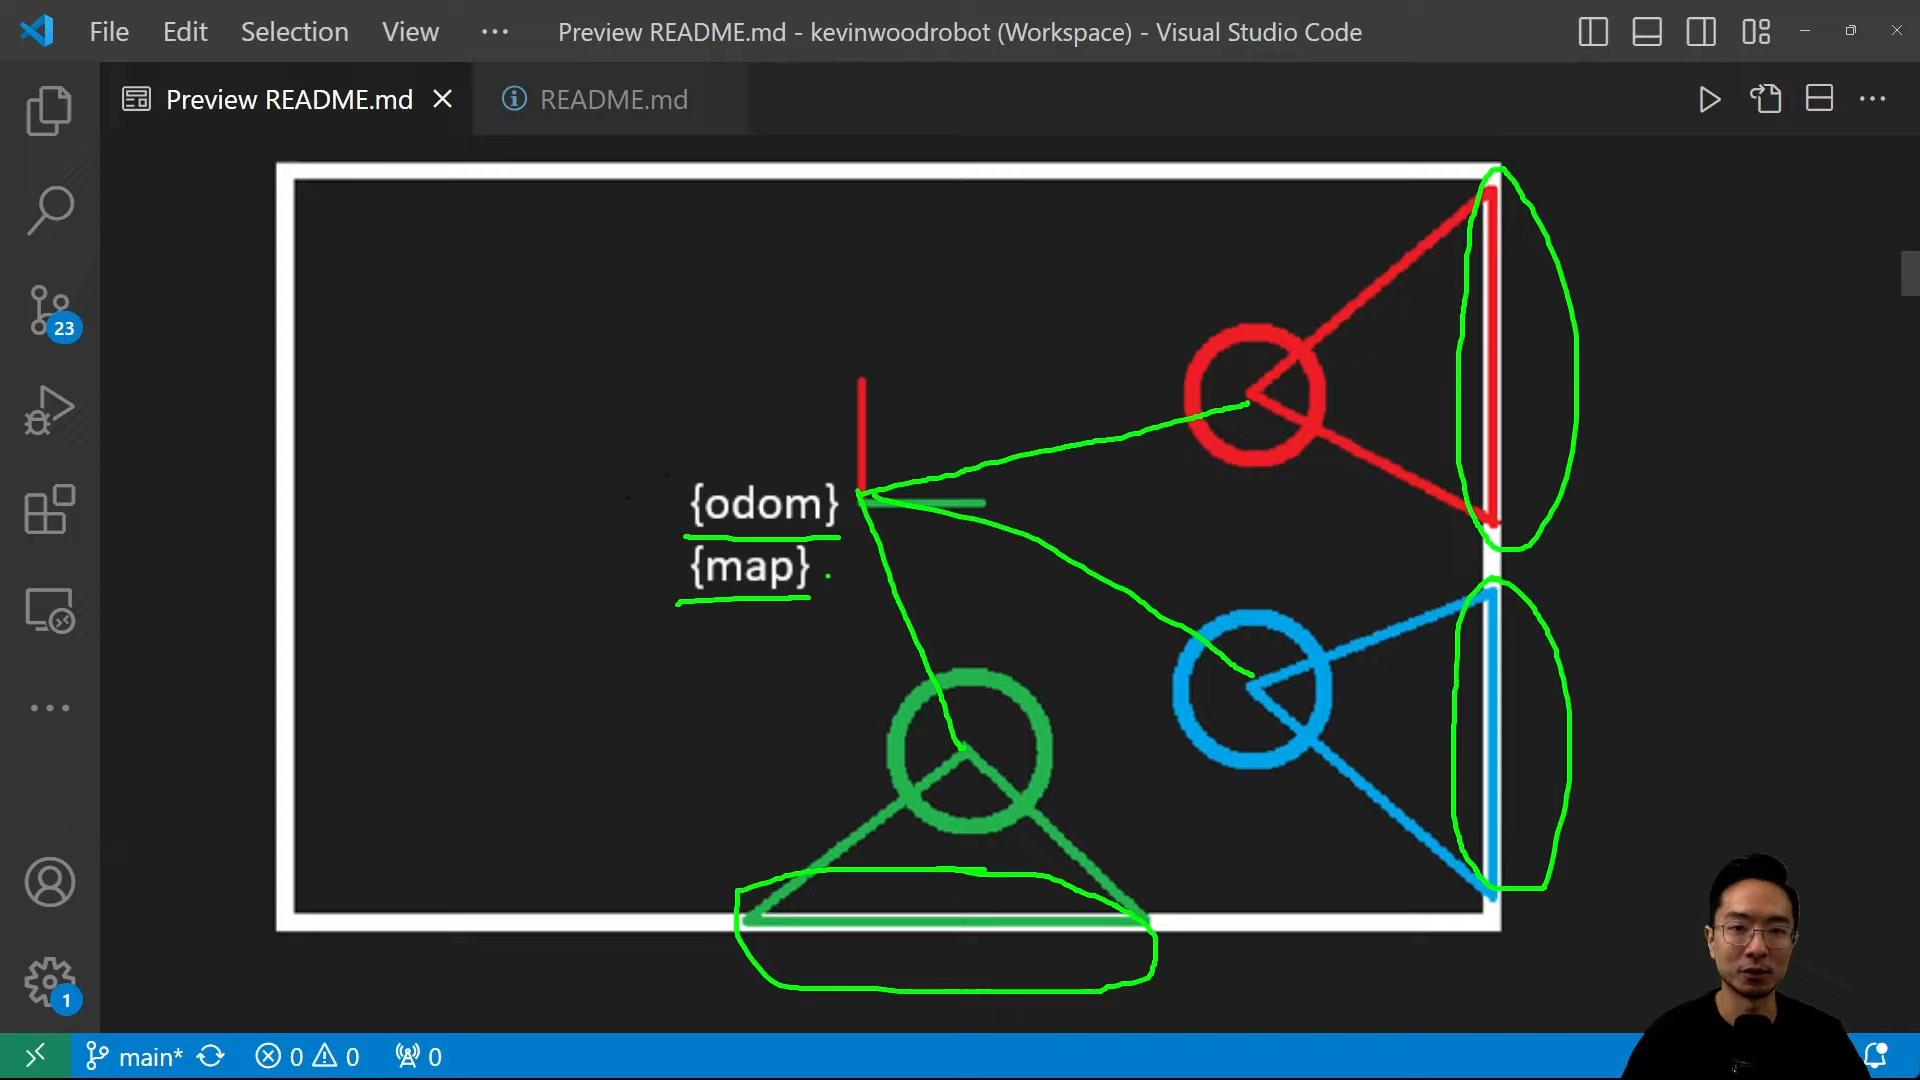 File Edit Selection View ··· Preview README.md - kevinwoodrobot (Workspace) - Visual Studio Code
Preview README.md README.md
{odom}
{map}
23
1
main* 0 0 0